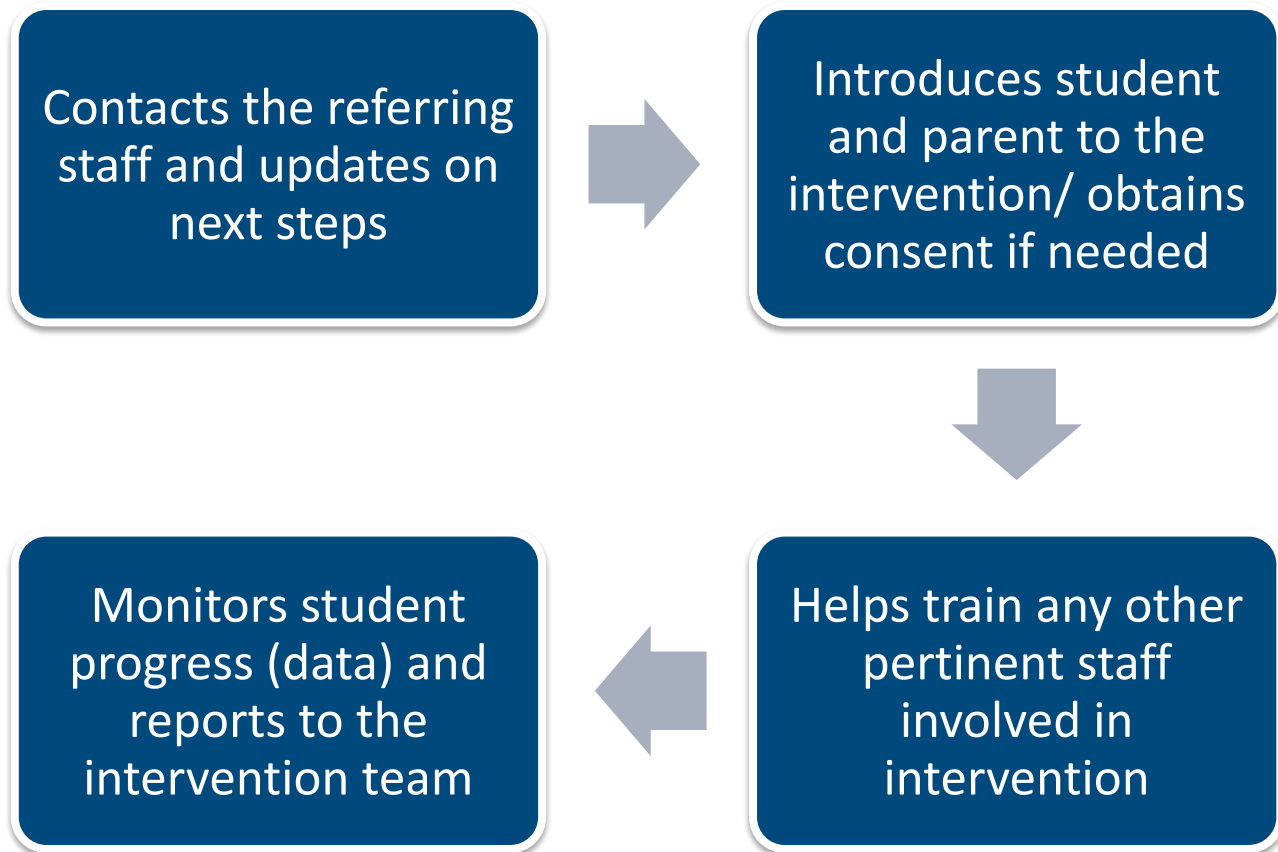 Contacts the referring
staff and updates on
next steps
Introduces student
and parent to the
intervention/ obtains
consent if needed
Helps train any other
pertinent staff
involved in
intervention
Monitors student
progress (data) and
reports to the
intervention team